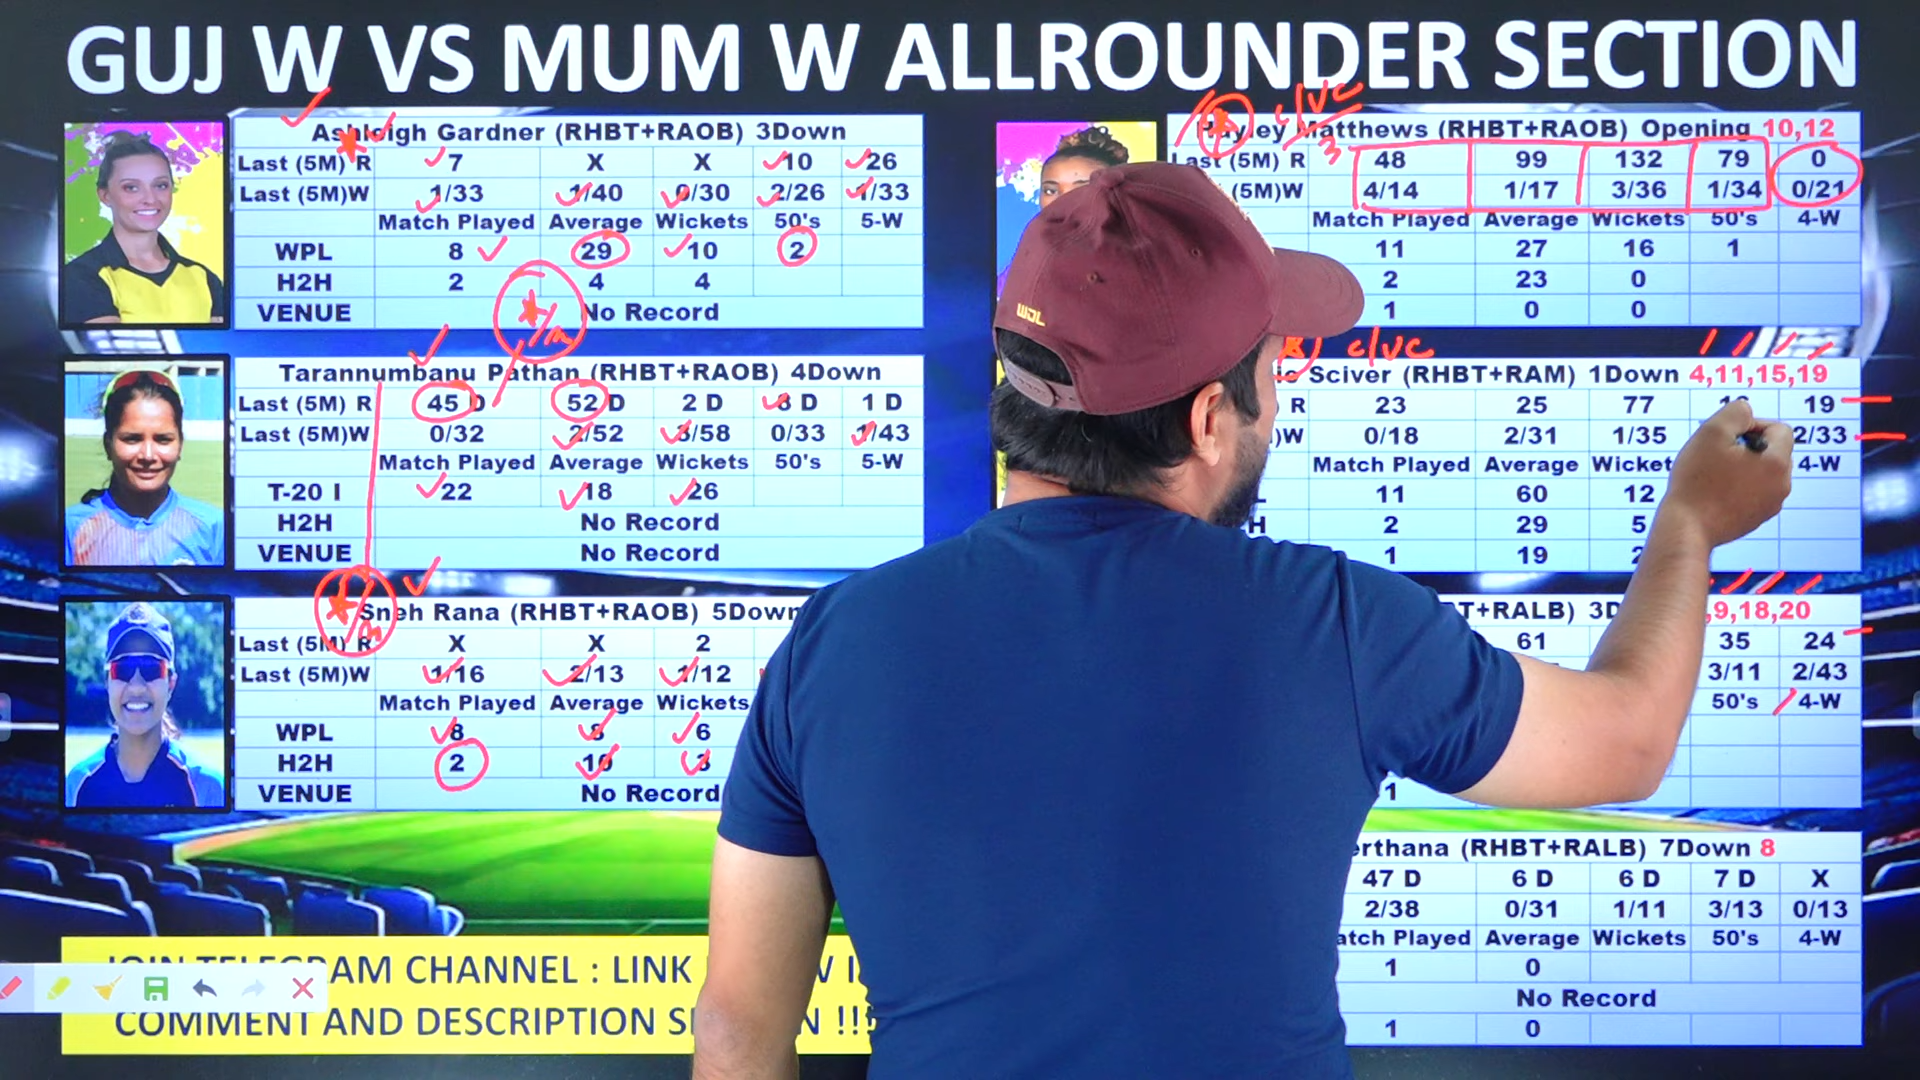 GUJ W VS MUM W ALLROUNDER SECTION
Ashleigh Gardner (RHBT+RAOB) 3Down
Last (5M) R 7 X X 10 26
Last (5M)W 1/33 1/40 0/30 2/26 1/33
Match Played Average Wickets 50's 5-W
WPL 8 29 10 2
H2H 2 4 4
VENUE No Record
Tarannumbanu Pathan (RHBT+RAOB) 4Down
Last (5M) R 45 D 52 D 2 D 8 D 1 D
Last (5M)W 0/32 2/52 3/58 0/33 1/43
Match Played Average Wickets 50's 5-W
T-20 I 22 18 26
H2H No Record
VENUE No Record
Sneh Rana (RHBT+RAOB) 5Down
Last (5M) R X X 2
Last (5M)W 1/16 2/13 1/12
Match Played Average Wickets
WPL 8 8 6
H2H 2 10 3
VENUE No Record
JOIN TELEGRAM CHANNEL : LINK
COMMENT AND DESCRIPTION !!!
c/vc
3
Hayley Matthews (RHBT+RAOB) Opening 10,12
Last (5M) R 48 99 132 79 0
(5M)W 4/14 1/17 3/36 1/34 0/21
Match Played Average Wickets 50's 4-W
11 27 16 1
2 23 0
1 0 0
c/vc
Sciver (RHBT+RAM) 1Down 4,11,15,19
R 23 25 77 19
)W 0/18 2/31 1/35 2/33
Match Played Average 4-W
11 60 12
H 2 29 5
1 19
+RALB) ,9,18,20
61 35 24
3/11 2/43
50's 4-W
1
erthana (RHBT+RALB) 7Down 8
47 D 6 D 6 D 7 D X
2/38 0/31 1/11 3/13 0/13
atch Played Average Wickets 50's 4-W
1 0
No Record
1 0